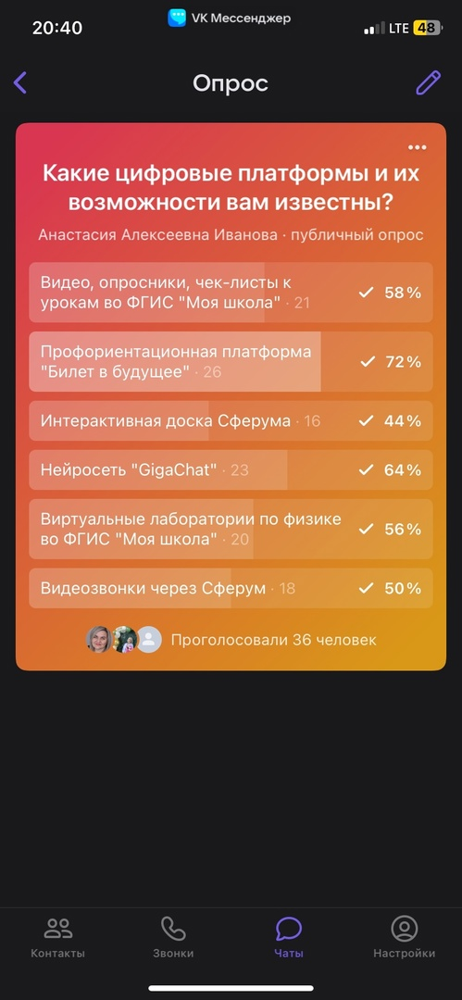 20:40
VK Мессенджер
LTE 48
Опрос
Какие цифровые платформы и их
возможности вам известны?
Анастасия Алексеевна Иванова · публичный опрос
Видео, опросники, чек-листы к
урокам во ФГИС "Моя школа" · 21
58%
Профориентационная платформа
"Билет в будущее" · 26
72%
Интерактивная доска Сферума · 16
44%
Нейросеть "GigaChat" · 23
64%
Виртуальные лаборатории по физике
во ФГИС "Моя школа" · 20
56%
Видеозвонки через Сферум · 18
50%
Проголосовали 36 человек
Контакты
Звонки
Чаты
Настройки